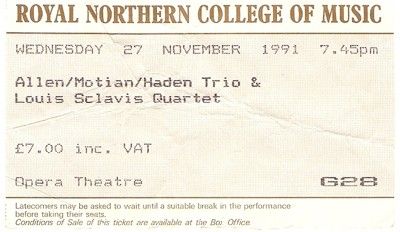 ROYAL NORTHERN COLLEGE OF MUSIC
WEDNESDAY 27 NOVEMBER 1991 7.45pm
Allen/Motian/Haden Trio &
Louis Sclavis Quartet
£7.00 inc. VAT
Opera Theatre G28
Latecomers may be asked to wait until a suitable break in the performance
before taking their seats.
Conditions of Sale of this ticket are available at the Box Office